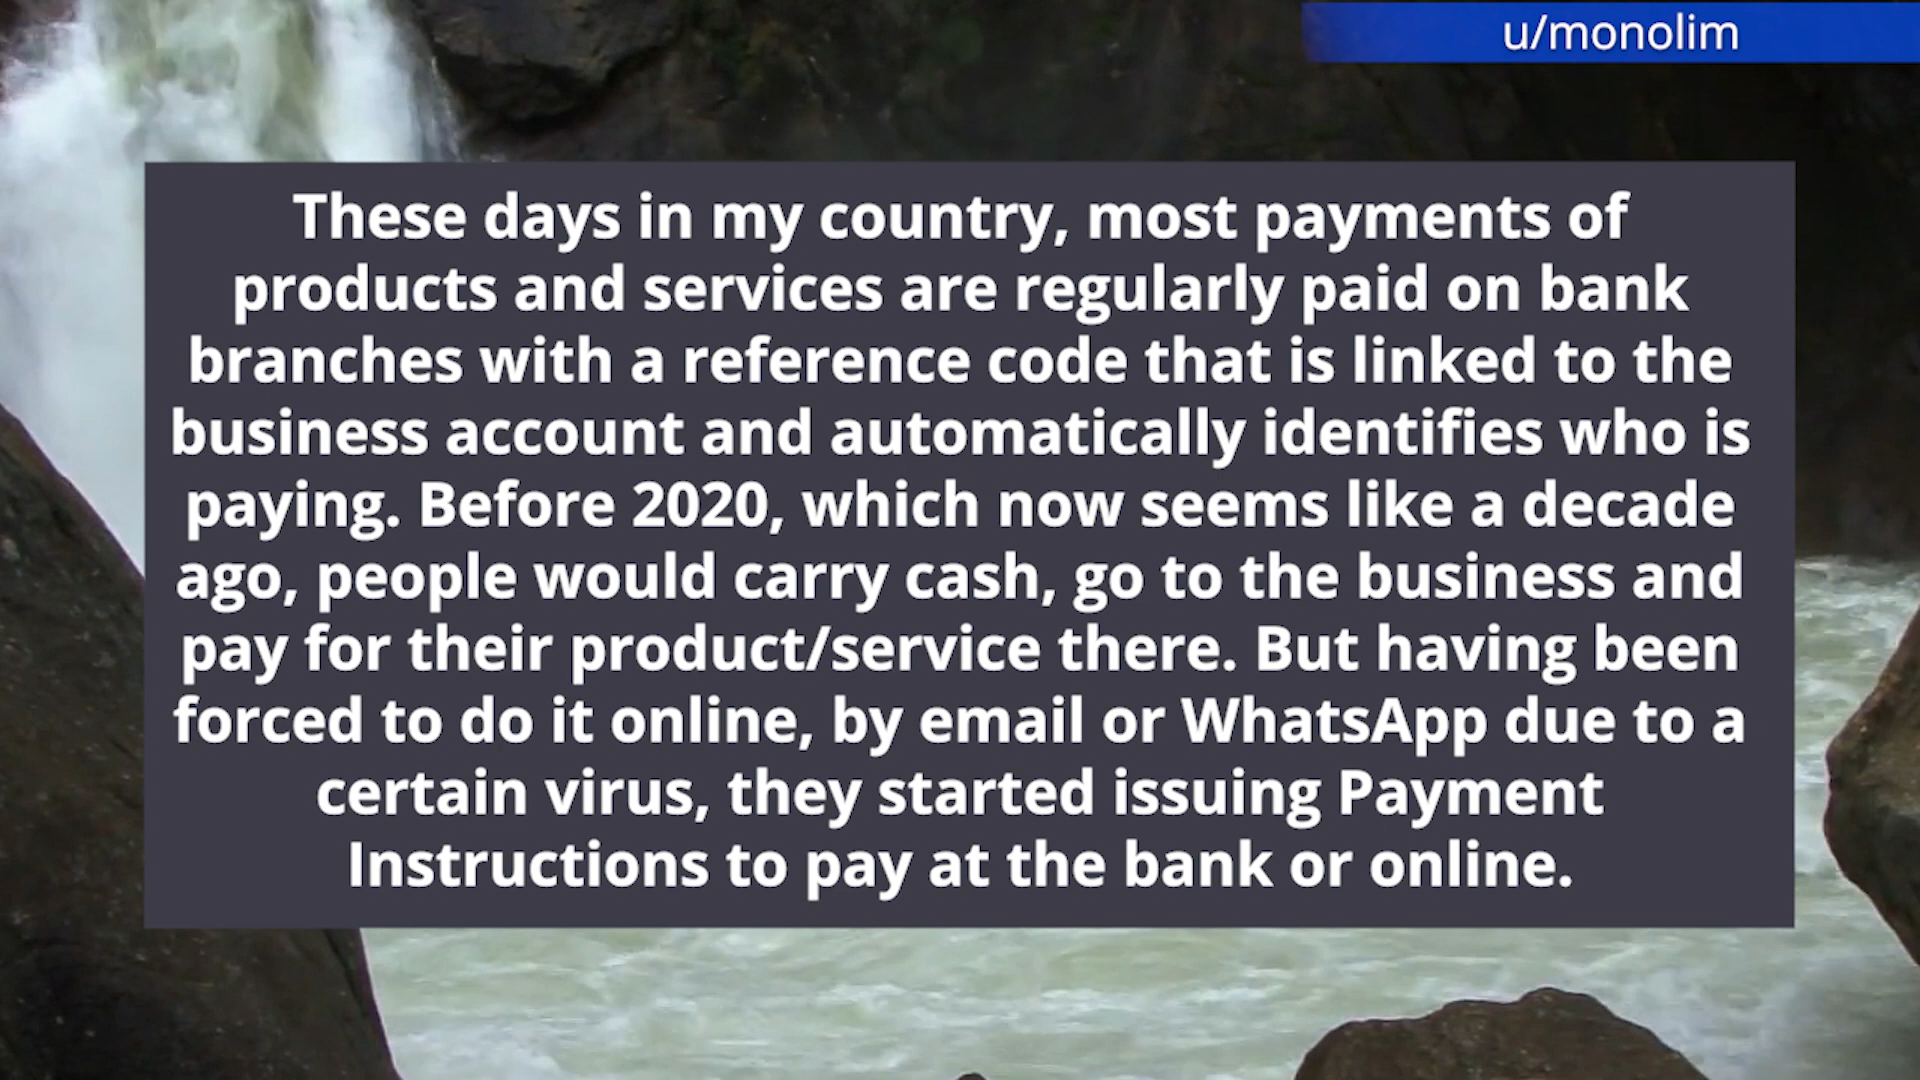 u/monolim
These days in my country, most payments of
products and services are regularly paid on bank
branches with a reference code that is linked to the
business account and automatically identifies who is
paying. Before 2020, which now seems like a decade
ago, people would carry cash, go to the business and
pay for their product/service there. But having been
forced to do it online, by email or WhatsApp due to a
certain virus, they started issuing Payment
Instructions to pay at the bank or online.